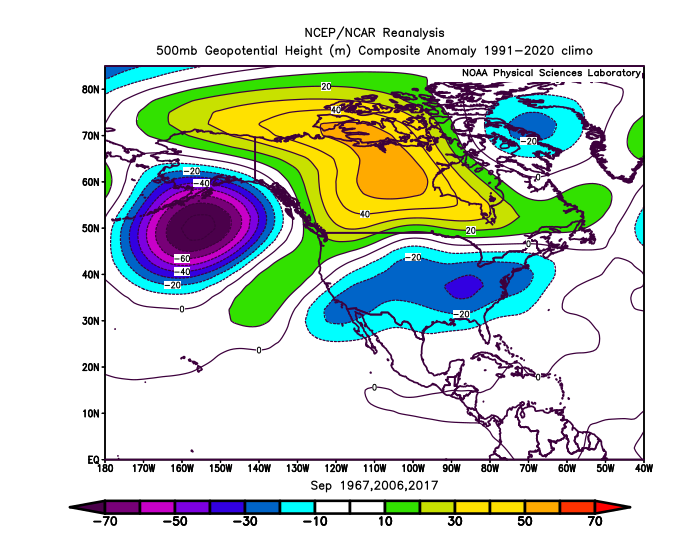 NCEP/NCAR Reanalysis
500mb Geopotential Height (m) Composite Anomaly 1991-2020 climo
NOAA Physical Sciences Laboratory
80N
70N
60N
50N
40N
30N
20N
10N
EQ
20
40
-20
-20
-40
0
40
20
0
-60
-40
-20
-20
-20
0
0
0
0
180 170W 160W 150W 140W 130W 120W 110W 100W 90W 80W 70W 60W 50W 40W
Sep 1967,2006,2017
-70 -50 -30 -10 10 30 50 70